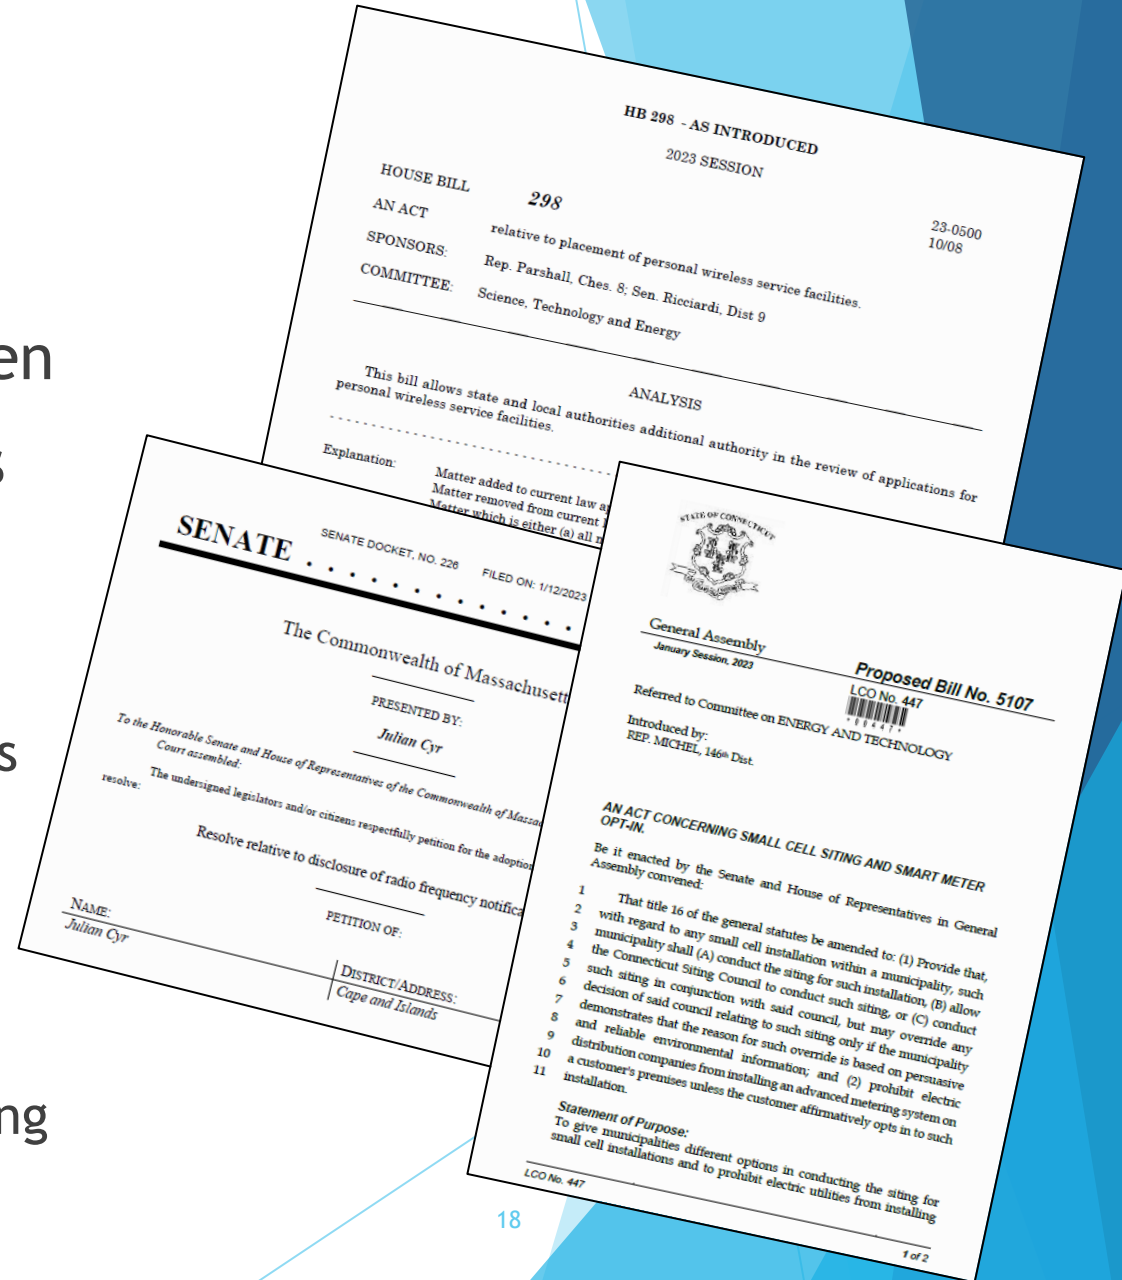 en
s
s
ng
HB 298 - AS INTRODUCED
2023 SESSION
23-0500
10/08
HOUSE BILL 298
AN ACT relative to placement of personal wireless service facilities.
SPONSORS: Rep. Parshall, Ches. 8; Sen. Ricciardi, Dist 9
COMMITTEE: Science, Technology and Energy
ANALYSIS
This bill allows state and local authorities additional authority in the review of applications for
personal wireless service facilities.
Explanation: Matter added to current law ap
Matter removed from current l
Matter which is either (a) all n
SENATE DOCKET, NO. 226 FILED ON: 1/12/2023
SENATE . . . . . . . . . . . . .
The Commonwealth of Massachusett
PRESENTED BY:
Julian Cyr
To the Honorable Senate and House of Representatives of the Commonwealth of Massac
Court assembled:
The undersigned legislators and/or citizens respectfully petition for the adoption
resolve:
Resolve relative to disclosure of radio frequency notifica
PETITION OF:
NAME: DISTRICT/ADDRESS:
Julian Cyr Cape and Islands
STATE OF CONNECTICUT
General Assembly Proposed Bill No. 5107
January Session, 2023 LCO No. 447
*00447*
Referred to Committee on ENERGY AND TECHNOLOGY
Introduced by:
REP. MICHEL, 146th Dist.
AN ACT CONCERNING SMALL CELL SITING AND SMART METER
OPT-IN.
Be it enacted by the Senate and House of Representatives in General
Assembly convened:
1 That title 16 of the general statutes be amended to: (1) Provide that,
2 with regard to any small cell installation within a municipality, such
3 municipality shall (A) conduct the siting for such installation, (B) allow
4 the Connecticut Siting Council to conduct such siting, or (C) conduct
5 such siting in conjunction with said council, but may override any
6 decision of said council relating to such siting only if the municipality
7 demonstrates that the reason for such override is based on persuasive
8 and reliable environmental information; and (2) prohibit electric
9 distribution companies from installing an advanced metering system on
10 a customer's premises unless the customer affirmatively opts in to such
11 installation.
Statement of Purpose:
To give municipalities different options in conducting the siting for
small cell installations and to prohibit electric utilities from installing
LCO No. 447 1 of 2
18